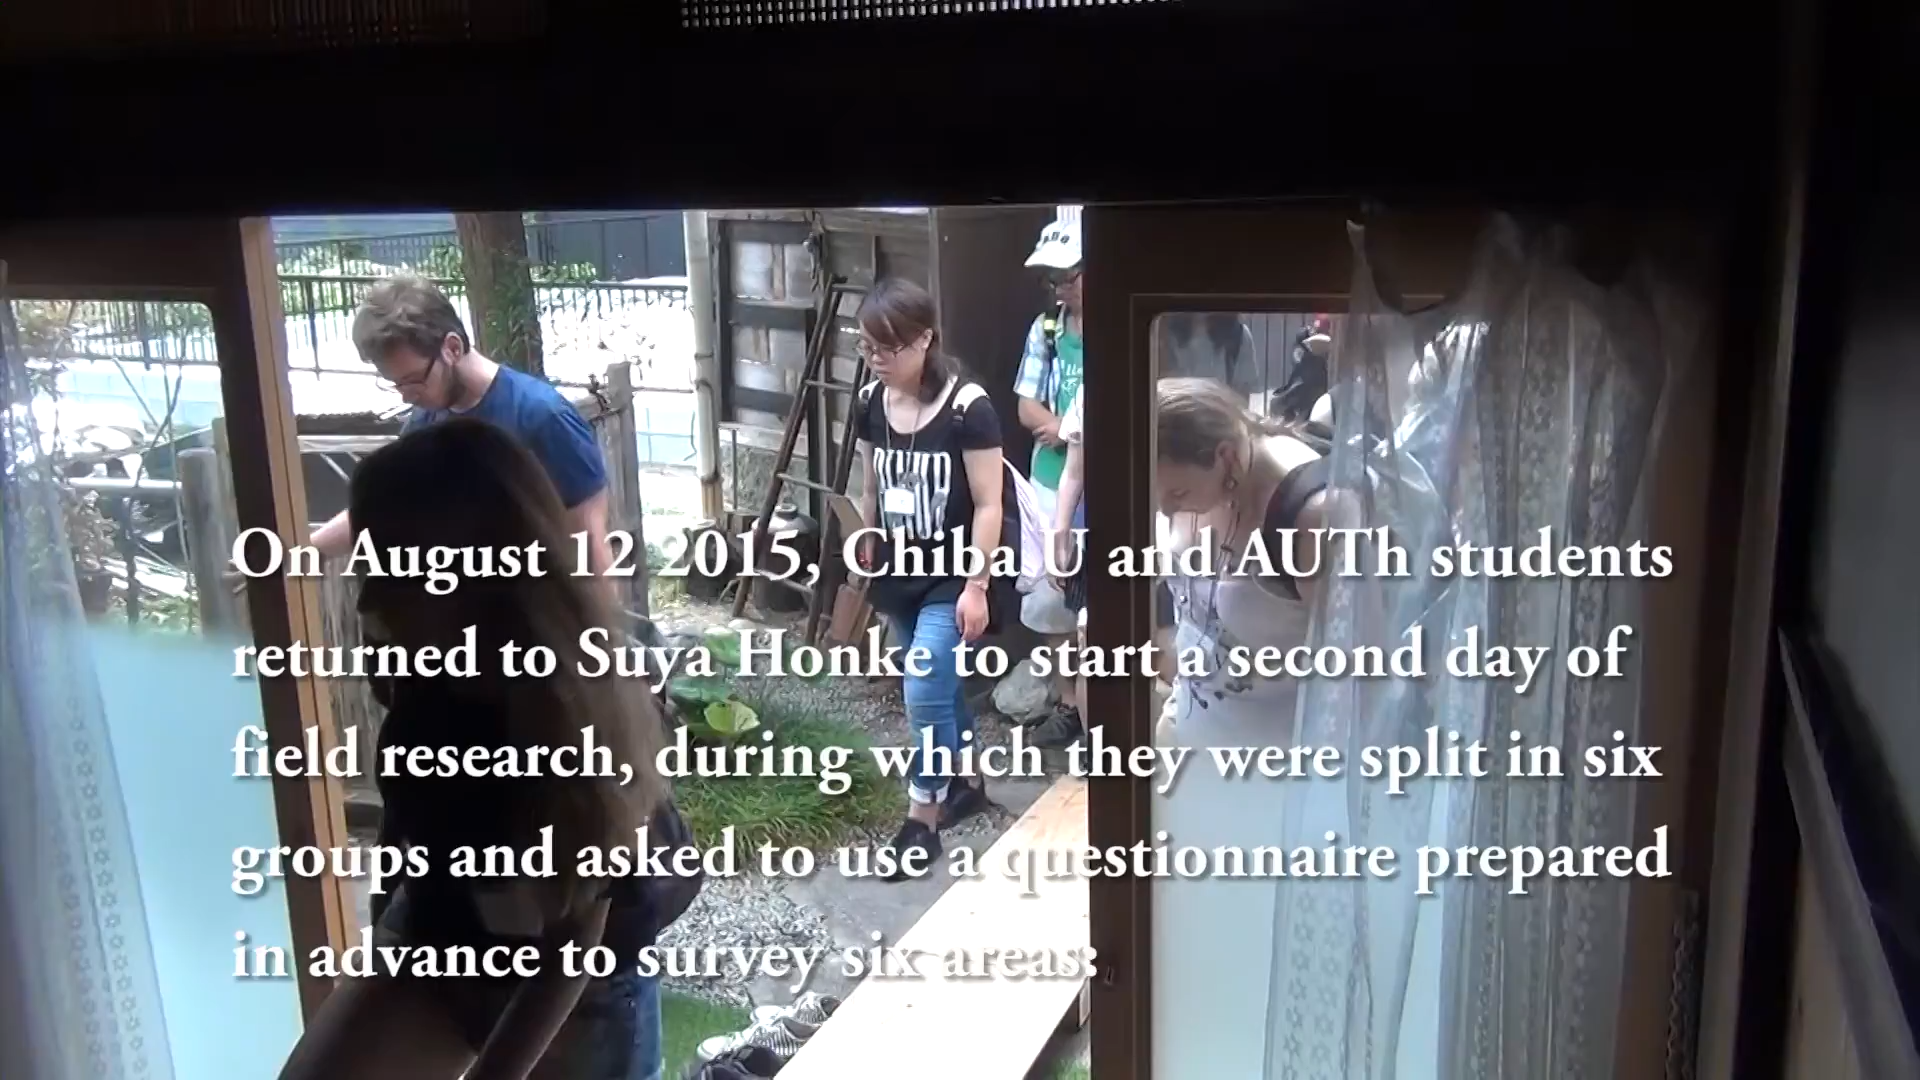 On August 12 2015, Chiba U and AUTh students
returned to Suya Honke to start a second day of
field research, during which they were split in six
groups and asked to use a questionnaire prepared
in advance to survey six areas: